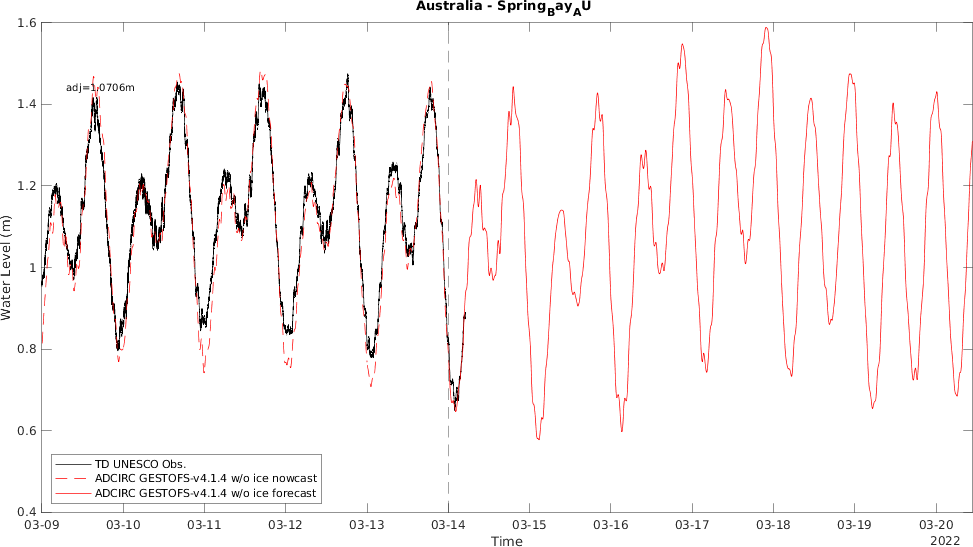 Australia - SpringBayAU
adj=1.0706m
Water Level (m)
1.6
1.4
1.2
1
0.8
0.6
0.4
TD UNESCO Obs.
ADCIRC GESTOFS-v4.1.4 w/o ice nowcast
ADCIRC GESTOFS-v4.1.4 w/o ice forecast
03-09 03-10 03-11 03-12 03-13 03-14 03-15 03-16 03-17 03-18 03-19 03-20
Time
2022